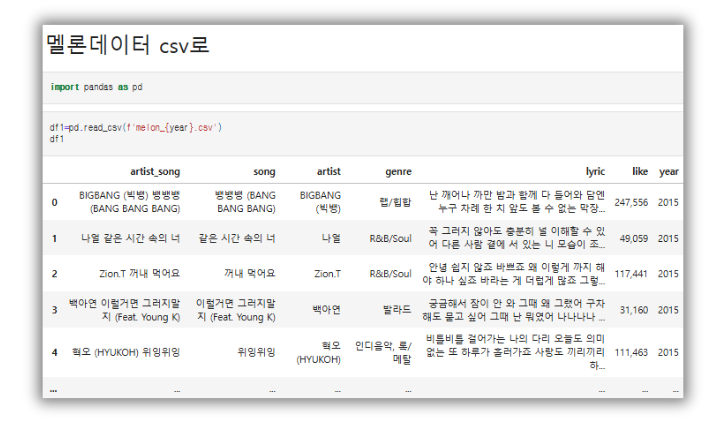 멜론데이터 csv로
import pandas as pd
df1=pd.read_csv(f'melon_{year}.csv')
df1
artist_song song artist genre lyric like year
0 BIGBANG (빅뱅) 뱅뱅뱅 (BANG BANG BANG) 뱅뱅뱅 (BANG BANG BANG) BIGBANG (빅뱅) 랩/힙합 난 깨어나 까만 밤과 함께 다 들어와 담엔 누구 차례 한 치 앞도 볼 수 없는 막장... 247,556 2015
1 나얼 같은 시간 속의 너 같은 시간 속의 너 나얼 R&B/Soul 꼭 그러지 않아도 충분히 널 이해할 수 있어 다른 사람 곁에 서 있는 니 모습이 조... 49,059 2015
2 Zion.T 꺼내 먹어요 꺼내 먹어요 Zion.T R&B/Soul 안녕 쉽지 않죠 바쁘죠 왜 이렇게 까지 해야 하나 싶죠 바라는 게 더럽게 많죠 그렇... 117,441 2015
3 백아연 이럴거면 그러지말지 (Feat. Young K) 이럴거면 그러지말지 (Feat. Young K) 백아연 발라드 궁금해서 잠이 안 와 그때 왜 그랬어 구차해도 묻고 싶어 그때 난 뭐였어 나나나나 ... 31,160 2015
4 혁오 (HYUKOH) 위잉위잉 위잉위잉 혁오 (HYUKOH) 인디음악, 록/메탈 비틀비틀 걸어가는 나의 다리 오늘도 의미없는 또 하루가 흘러가죠 사랑도 끼리끼리 하... 111,463 2015
... ... ... ... ... ... ... ...